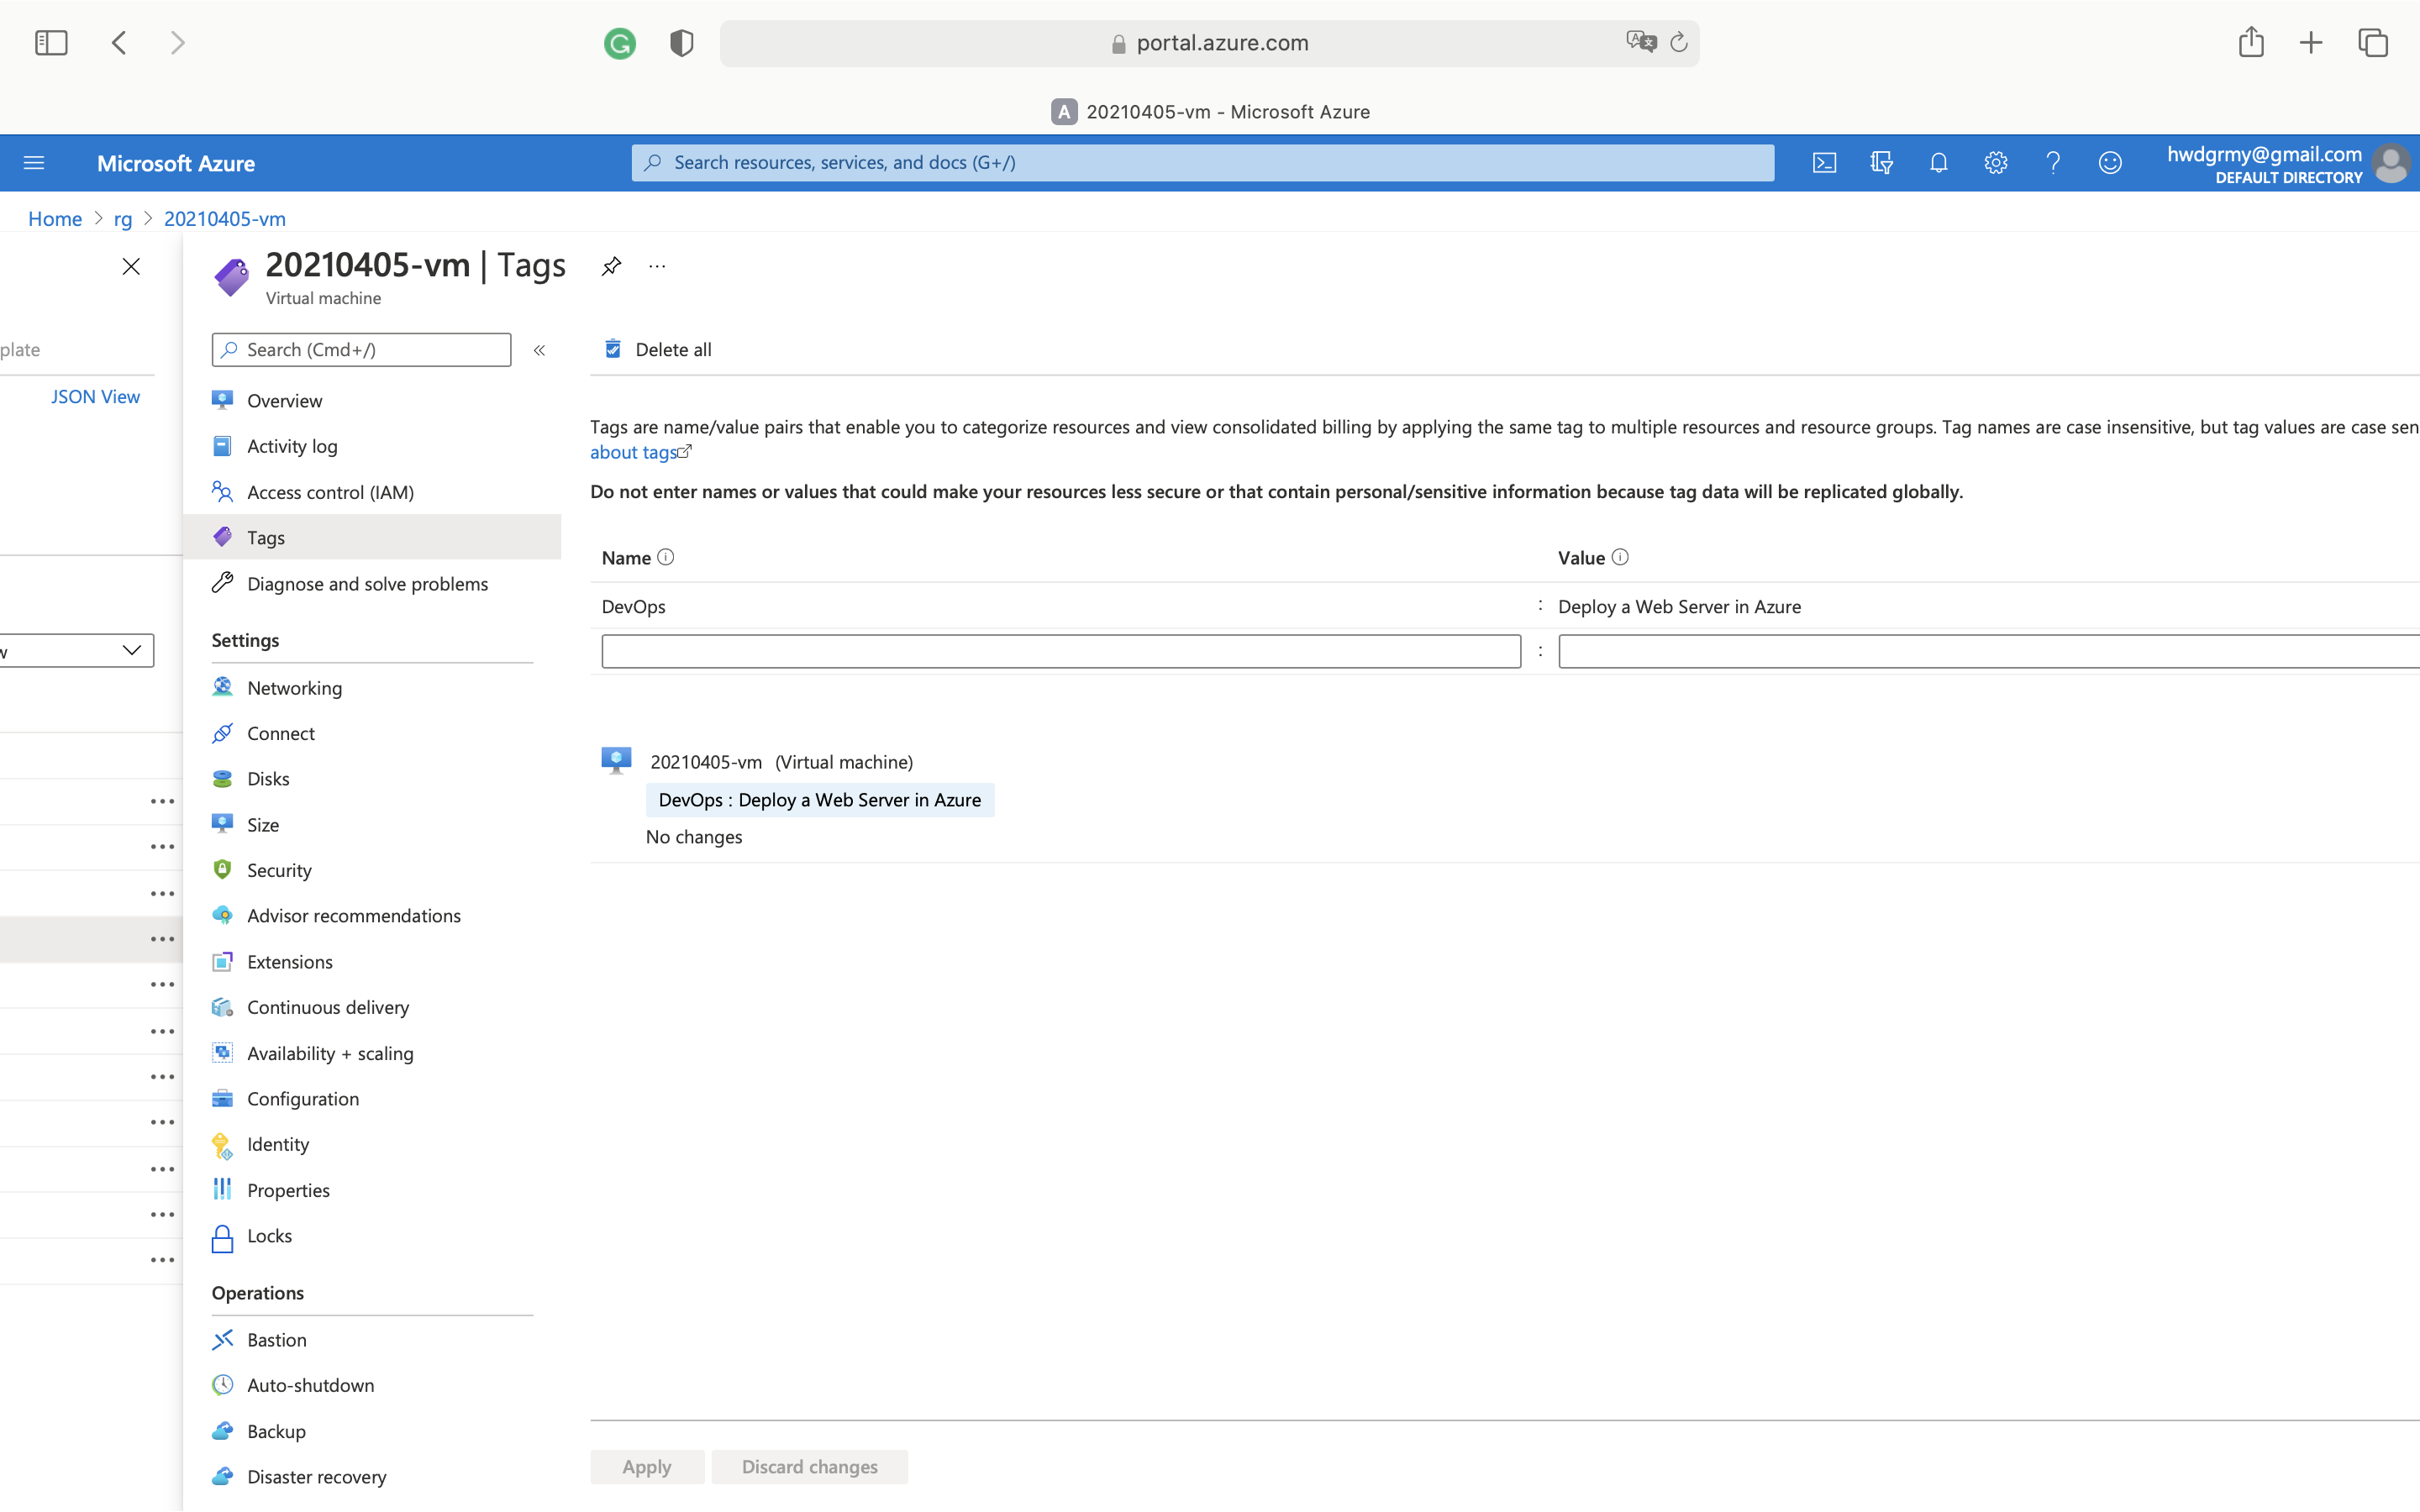 portal.azure.com
A 20210405-vm - Microsoft Azure
Microsoft Azure
Search resources, services, and docs (G+/)
hwdgrmy@gmail.com
DEFAULT DIRECTORY
Home > rg > 20210405-vm
20210405-vm | Tags
Virtual machine
plate
JSON View
w
Search (Cmd+/)
Overview
Activity log
Access control (IAM)
Tags
Diagnose and solve problems
Settings
Networking
Connect
Disks
Size
Security
Advisor recommendations
Extensions
Continuous delivery
Availability + scaling
Configuration
Identity
Properties
Locks
Operations
Bastion
Auto-shutdown
Backup
Disaster recovery
Delete all
Tags are name/value pairs that enable you to categorize resources and view consolidated billing by applying the same tag to multiple resources and resource groups. Tag names are case insensitive, but tag values are case sen
about tags
Do not enter names or values that could make your resources less secure or that contain personal/sensitive information because tag data will be replicated globally.
Name Value
DevOps : Deploy a Web Server in Azure
:
20210405-vm (Virtual machine)
DevOps : Deploy a Web Server in Azure
No changes
Apply Discard changes